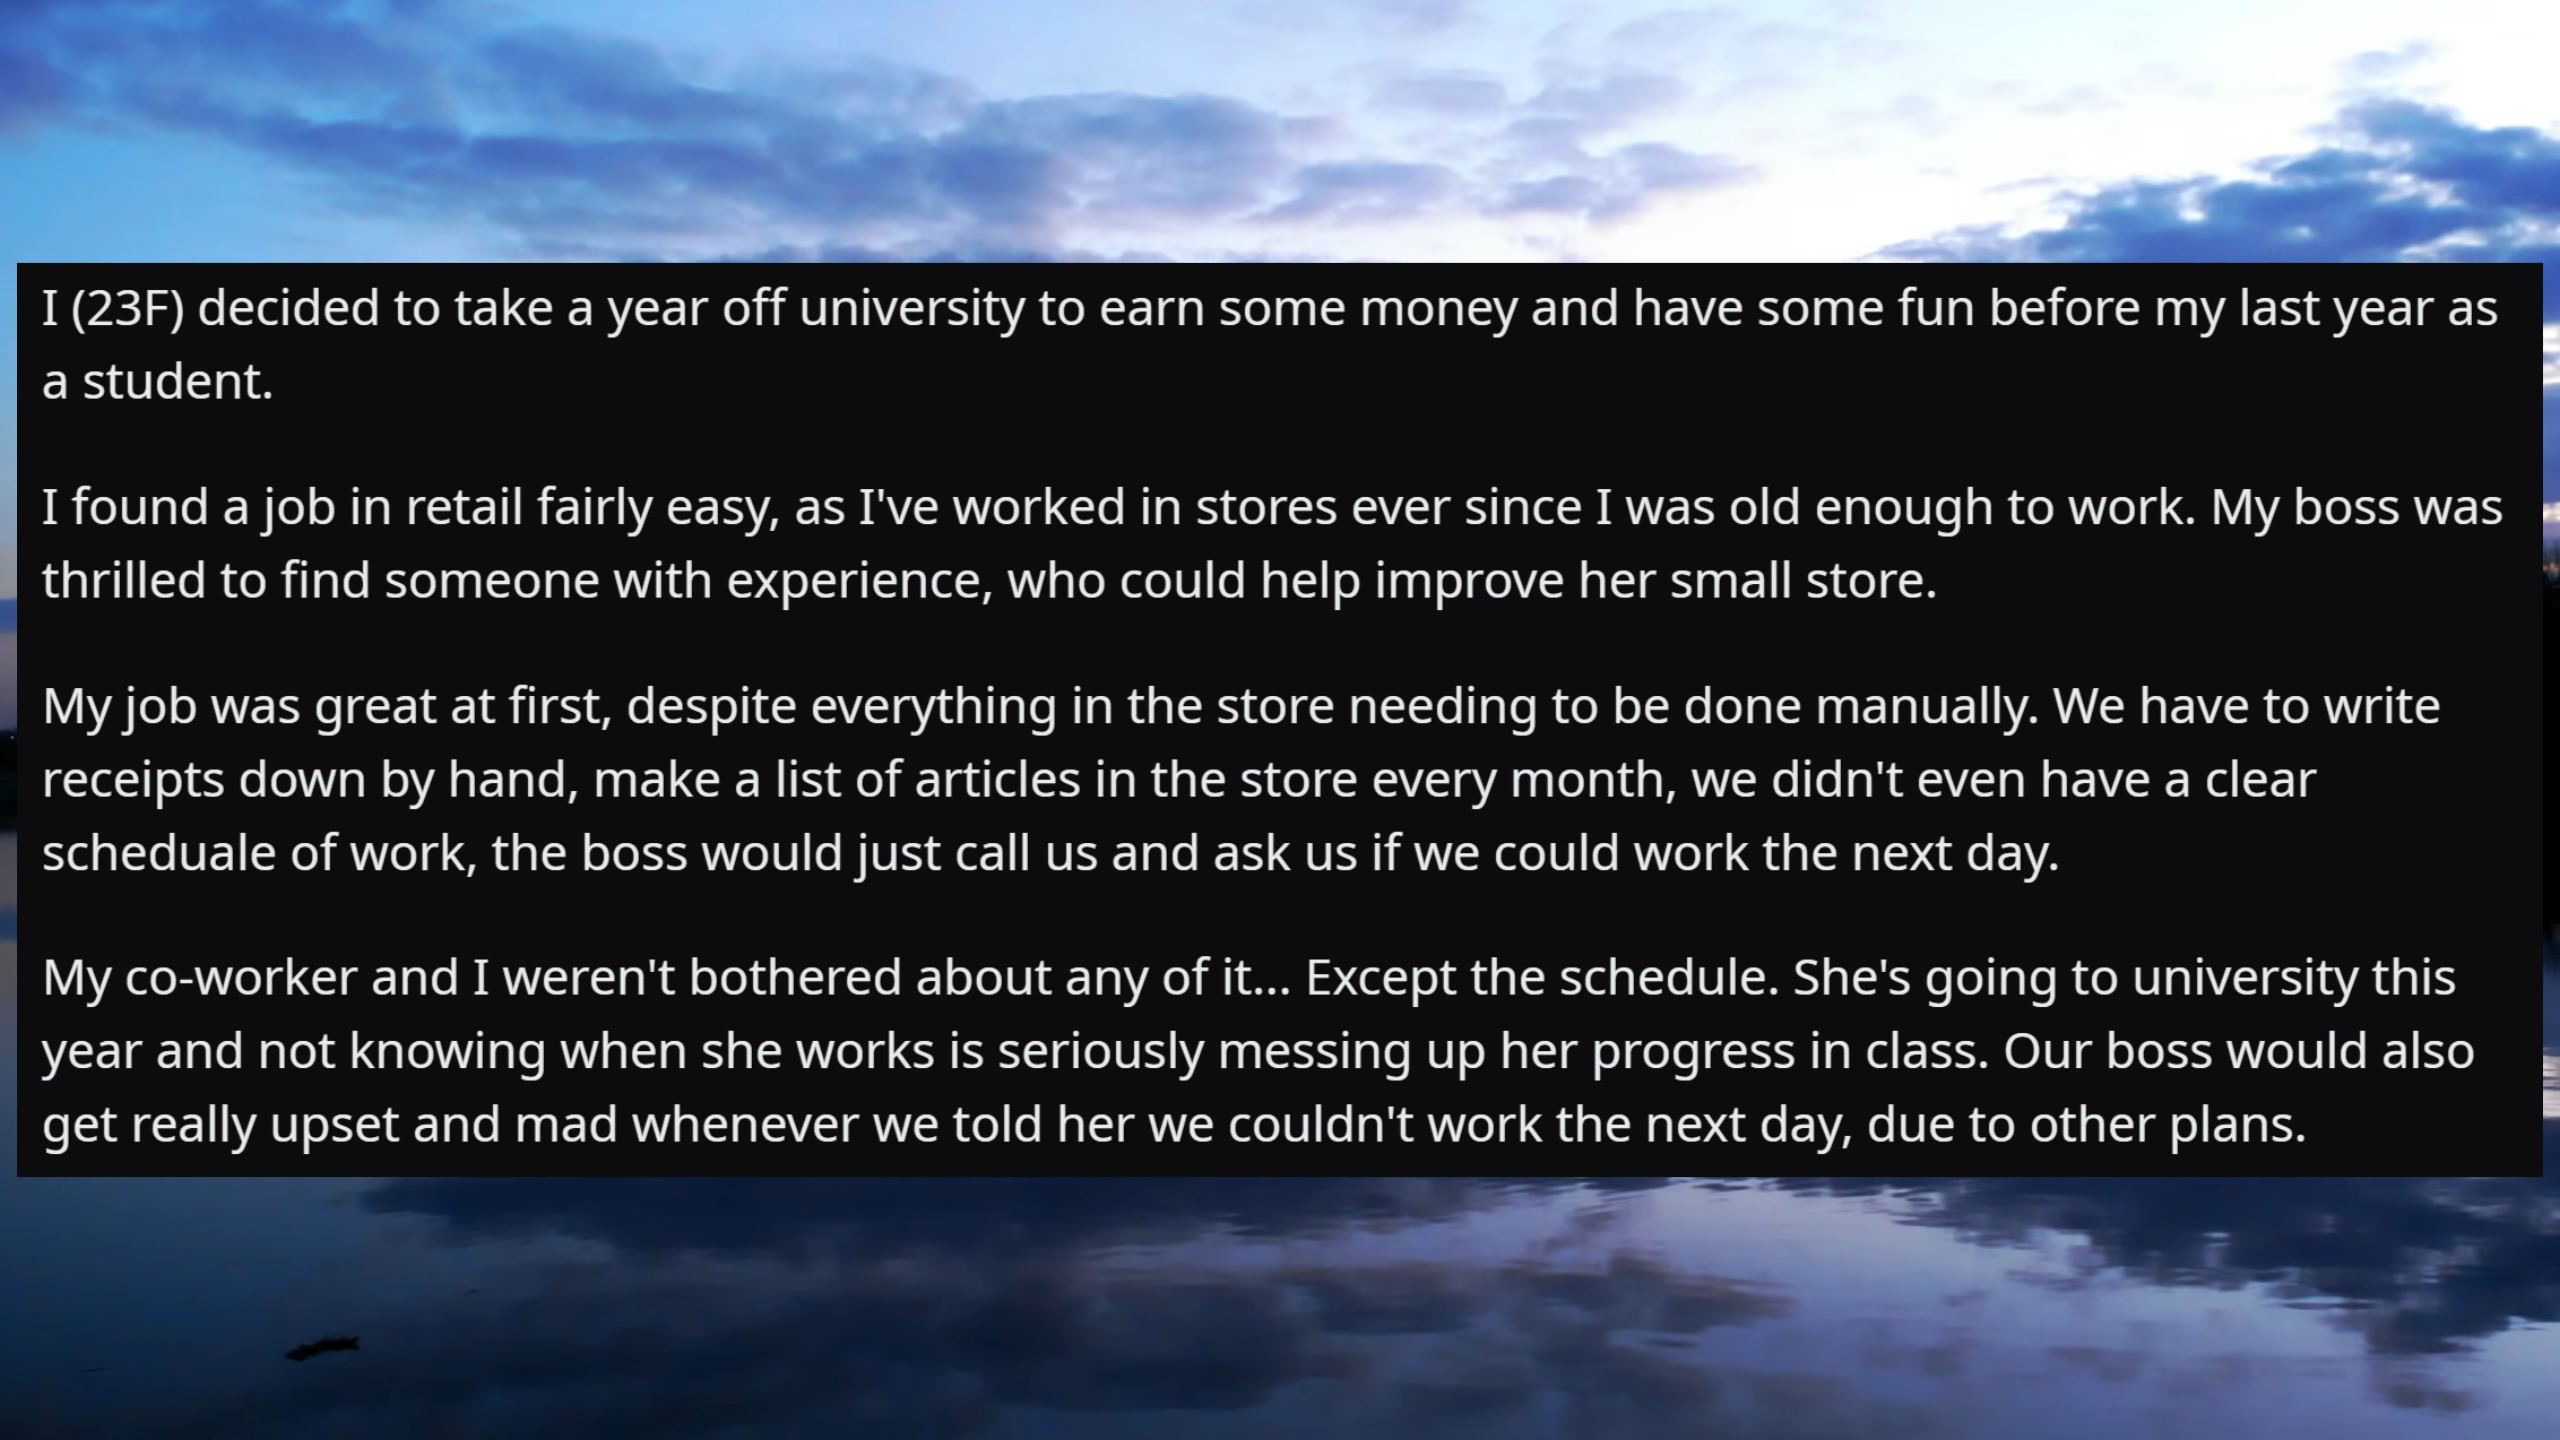 I (23F) decided to take a year off university to earn some money and have some fun before my last year as
a student.
I found a job in retail fairly easy, as I've worked in stores ever since I was old enough to work. My boss was
thrilled to find someone with experience, who could help improve her small store.
My job was great at first, despite everything in the store needing to be done manually. We have to write
receipts down by hand, make a list of articles in the store every month, we didn't even have a clear
scheduale of work, the boss would just call us and ask us if we could work the next day.
My co-worker and I weren't bothered about any of it... Except the schedule. She's going to university this
year and not knowing when she works is seriously messing up her progress in class. Our boss would also
get really upset and mad whenever we told her we couldn't work the next day, due to other plans.